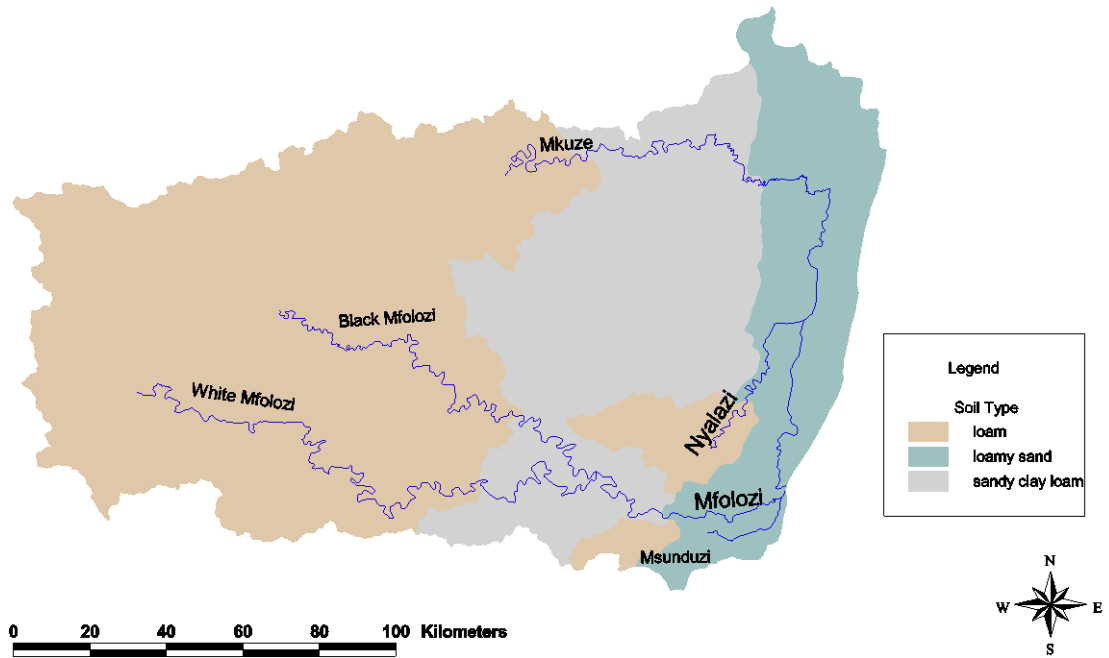 Mkuze
Black Mfolozi
White Mfolozi
Nyalazi
Mfolozi
Msunduzi
Legend
Soil Type
loam
loamy sand
sandy clay loam
N
W E
S
0 20 40 60 80 100 Kilometers